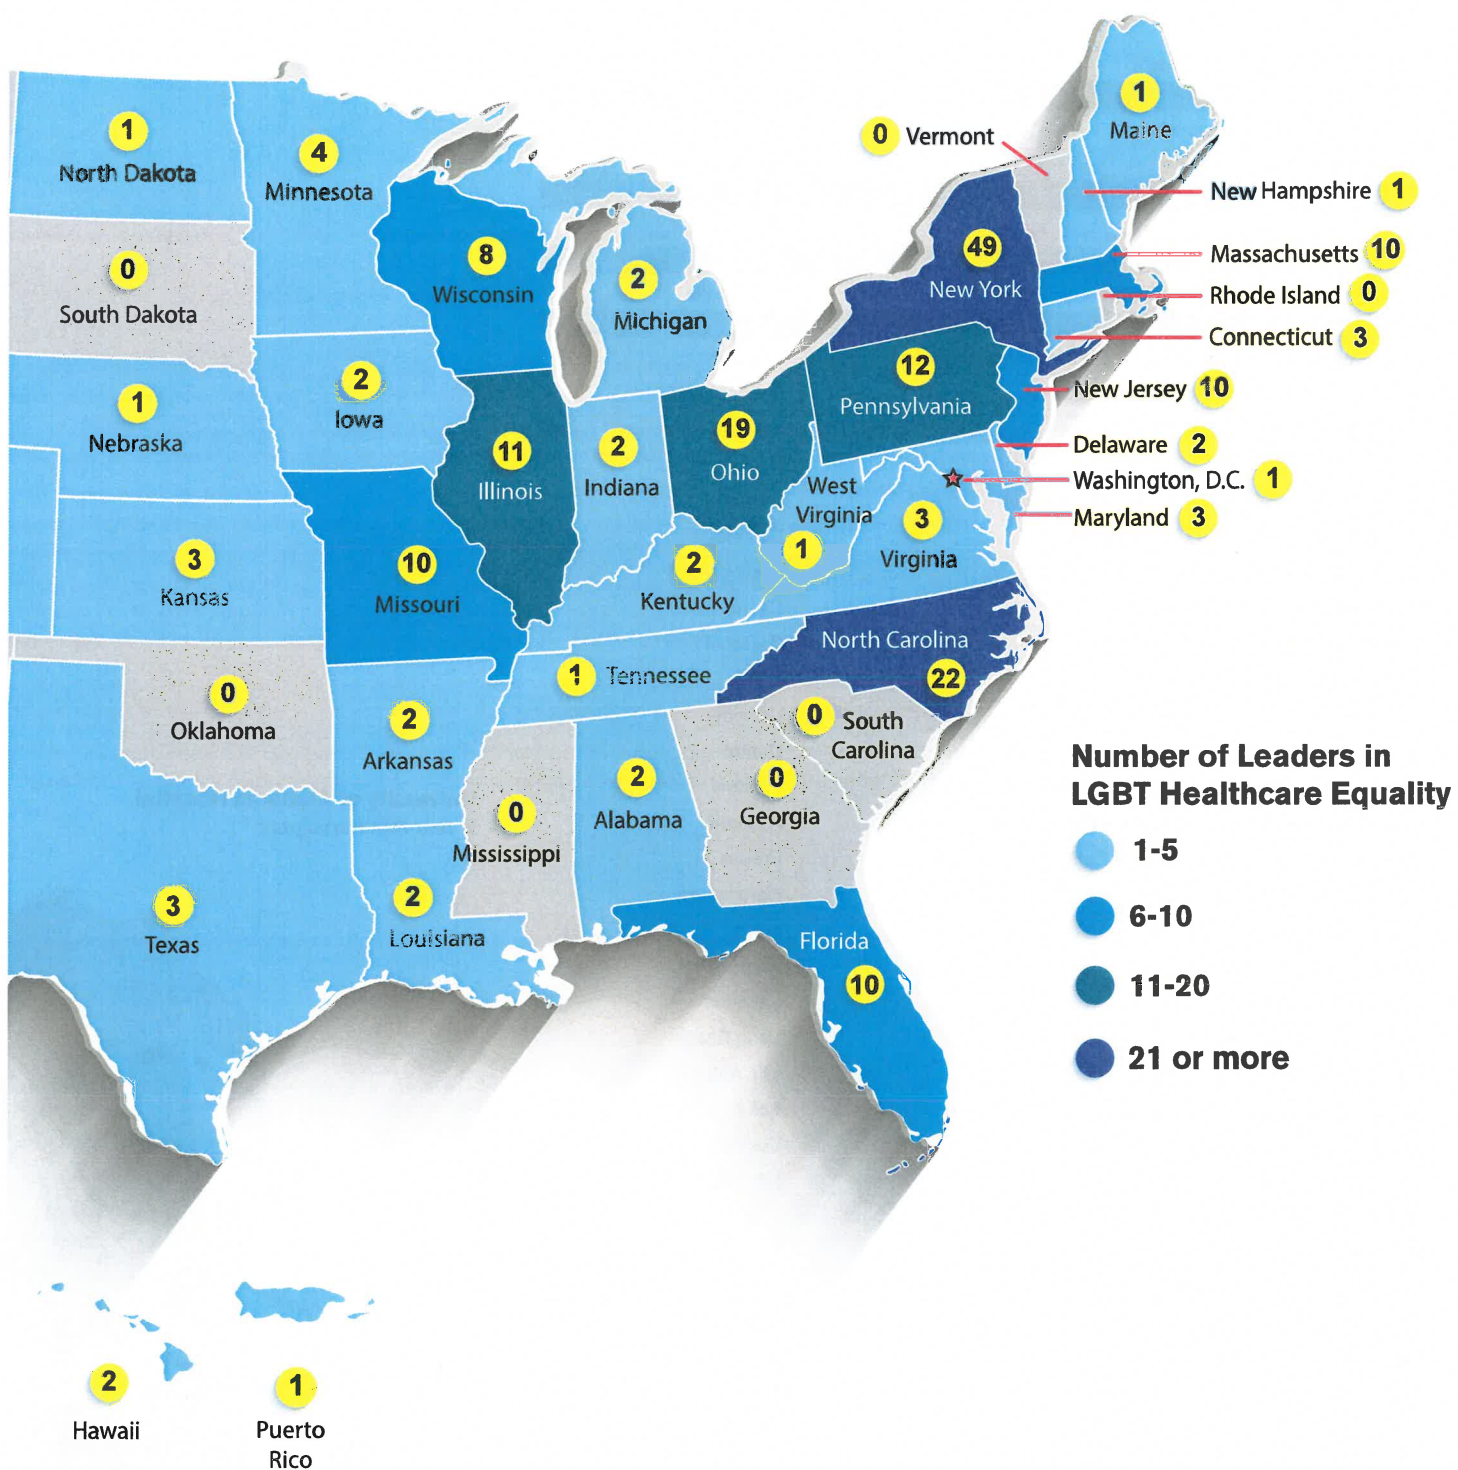 1
Maine
0 Vermont
1
North Dakota
4
Minnesota
New Hampshire 1
49
New York
Massachusetts 10
8
Wisconsin
0
South Dakota
2
Michigan
Rhode Island 0
Connecticut 3
12
Pennsylvania
New Jersey 10
2
Iowa
1
Nebraska
19
Ohio
Delaware 2
11
Illinois
2
Indiana
West
Virginia
1
Washington, D.C. 1
3
Virginia
Maryland 3
3
Kansas
10
Missouri
2
Kentucky
North Carolina
22
1 Tennessee
0
Oklahoma
2
Arkansas
0 South
Carolina
Number of Leaders in
LGBT Healthcare Equality
0
Mississippi
2
Alabama
0
Georgia
1-5
3
Texas
2
Louisiana
6-10
Florida
10
11-20
21 or more
2
Hawaii
1
Puerto
Rico